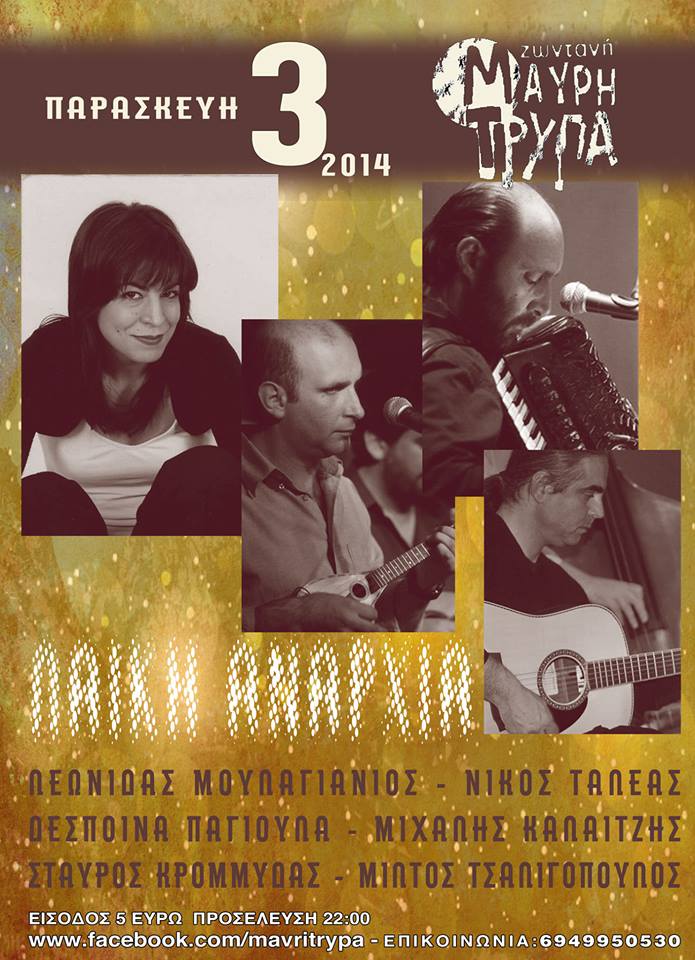 ΠΑΡΑΣΚΕΥΗ 3 2014
ζωντανή
ΜΑΥΡΗ
ΤΡΥΠΑ
ΛΑΙΚΗ ΑΝΑΡΧΙΑ
ΛΕΩΝΙΔΑΣ ΜΟΥΛΑΓΙΑΝΙΟΣ - ΝΙΚΟΣ ΤΑΛΕΑΣ
ΔΕΣΠΟΙΝΑ ΠΑΓΙΟΥΛΑ - ΜΙΧΑΛΗΣ ΚΑΛΑΙΤΖΗΣ
ΣΤΑΥΡΟΣ ΚΡΟΜΜΥΔΑΣ - ΜΙΛΤΟΣ ΤΣΑΛΙΓΟΠΟΥΛΟΣ
ΕΙΣΟΔΟΣ 5 ΕΥΡΩ ΠΡΟΣΕΛΕΥΣΗ 22:00
www.facebook.com/mavritrypa - ΕΠΙΚΟΙΝΩΝΙΑ:6949950530